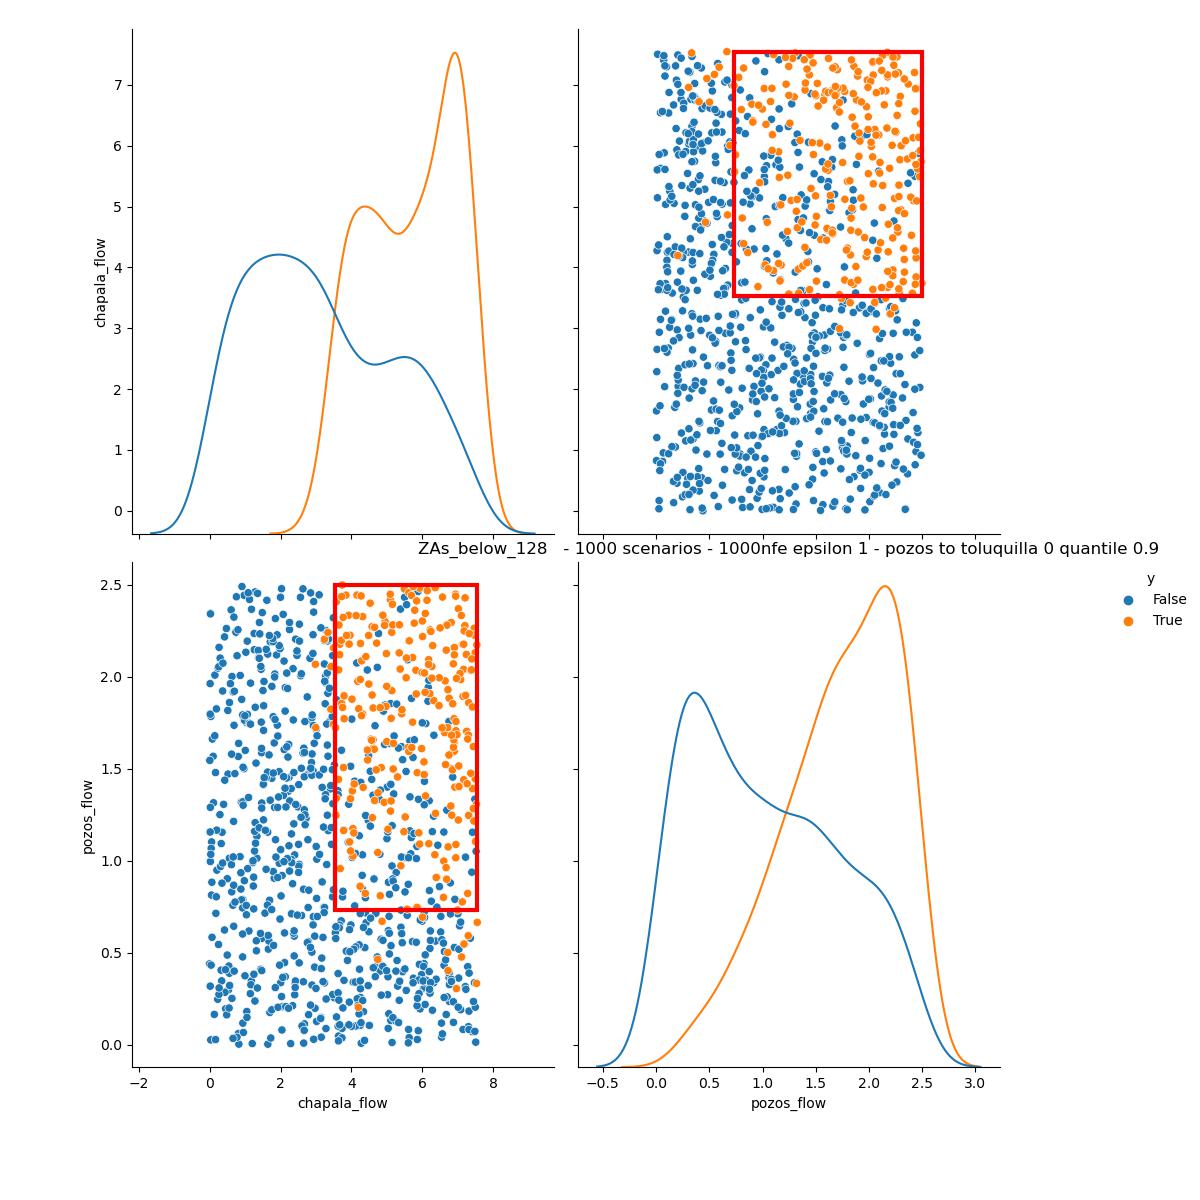 7
6
5
4
3
2
1
0
chapala_flow
ZAs_below_128 - 1000 scenarios - 1000nfe epsilon 1 - pozos to toluquilla 0 quantile 0.9
y
False
True
2.5
2.0
1.5
1.0
0.5
0.0
pozos_flow
−2 0 2 4 6 8
chapala_flow
−0.5 0.0 0.5 1.0 1.5 2.0 2.5 3.0
pozos_flow